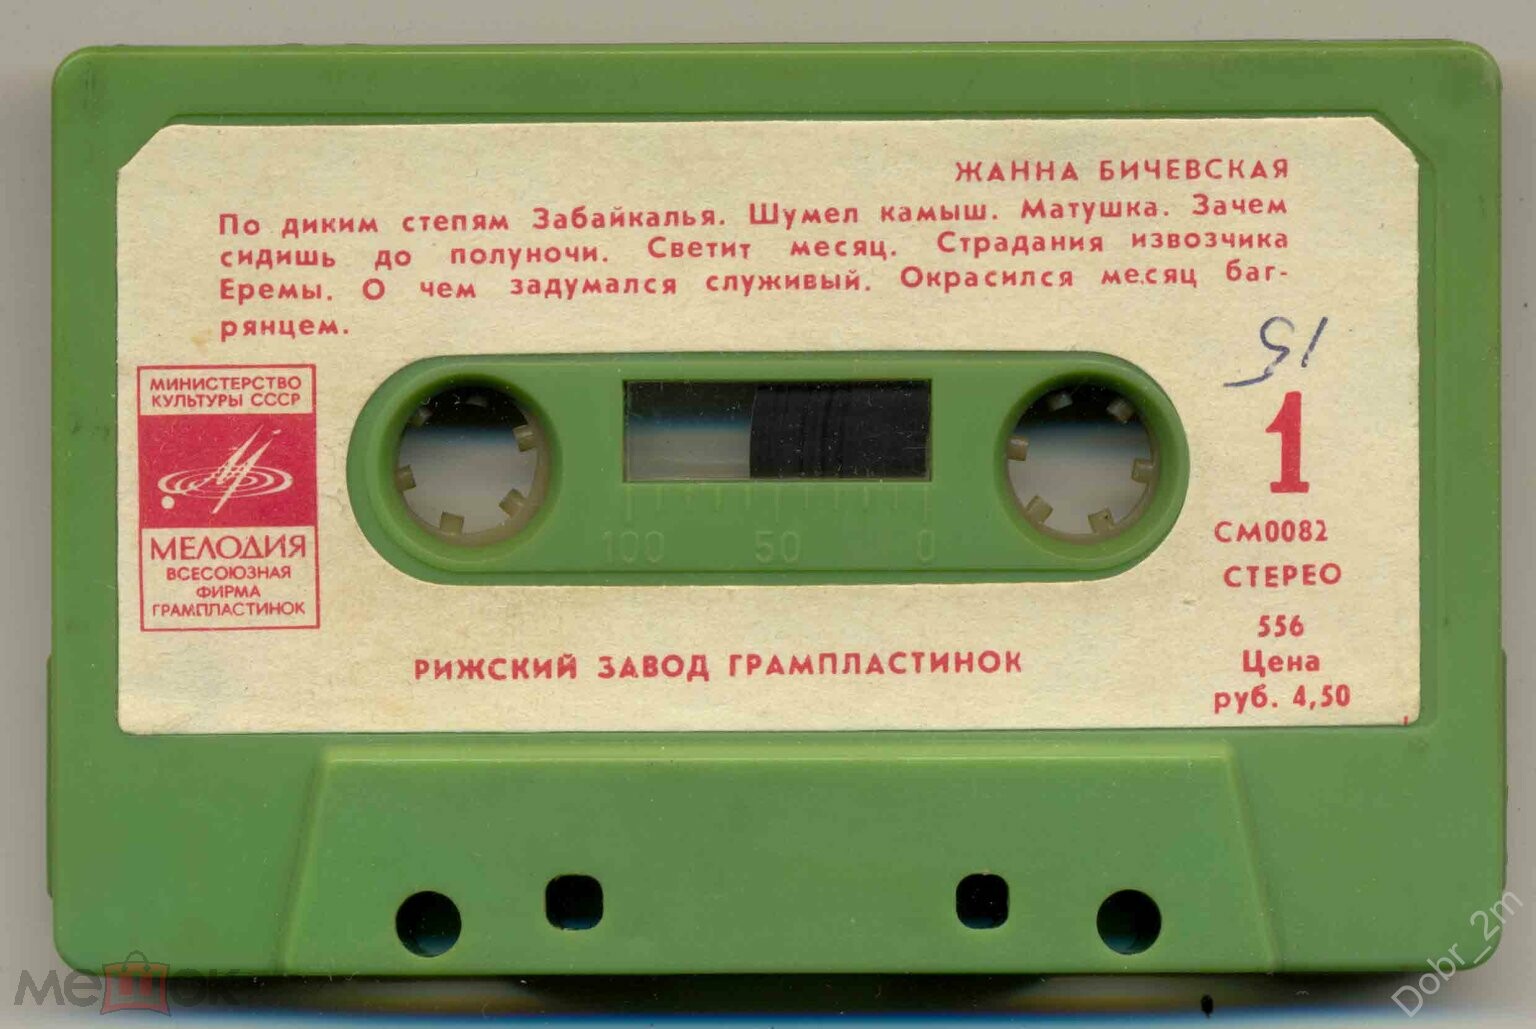 ЖАННА БИЧЕВСКАЯ
По диким степям Забайкалья. Шумел камыш. Матушка. Зачем
сидишь до полуночи. Светит месяц. Страдания извозчика
Еремы. О чем задумался служивый. Окрасился месяц баг-
рянцем.
15
МИНИСТЕРСТВО
КУЛЬТУРЫ СССР
МЕЛОДИЯ
ВСЕСОЮЗНАЯ
ФИРМА
ГРАМПЛАСТИНОК
100 50 0
1
СМ0082
СТЕРЕО
556
Цена
руб. 4,50
РИЖСКИЙ ЗАВОД ГРАМПЛАСТИНОК
мешок
Dobr_2m